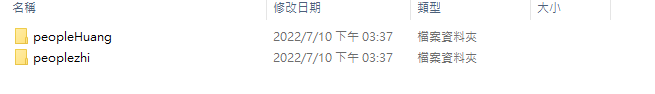 名稱 修改日期 類型 大小
peopleHuang 2022/7/10 下午 03:37 檔案資料夾
peoplezhi 2022/7/10 下午 03:37 檔案資料夾